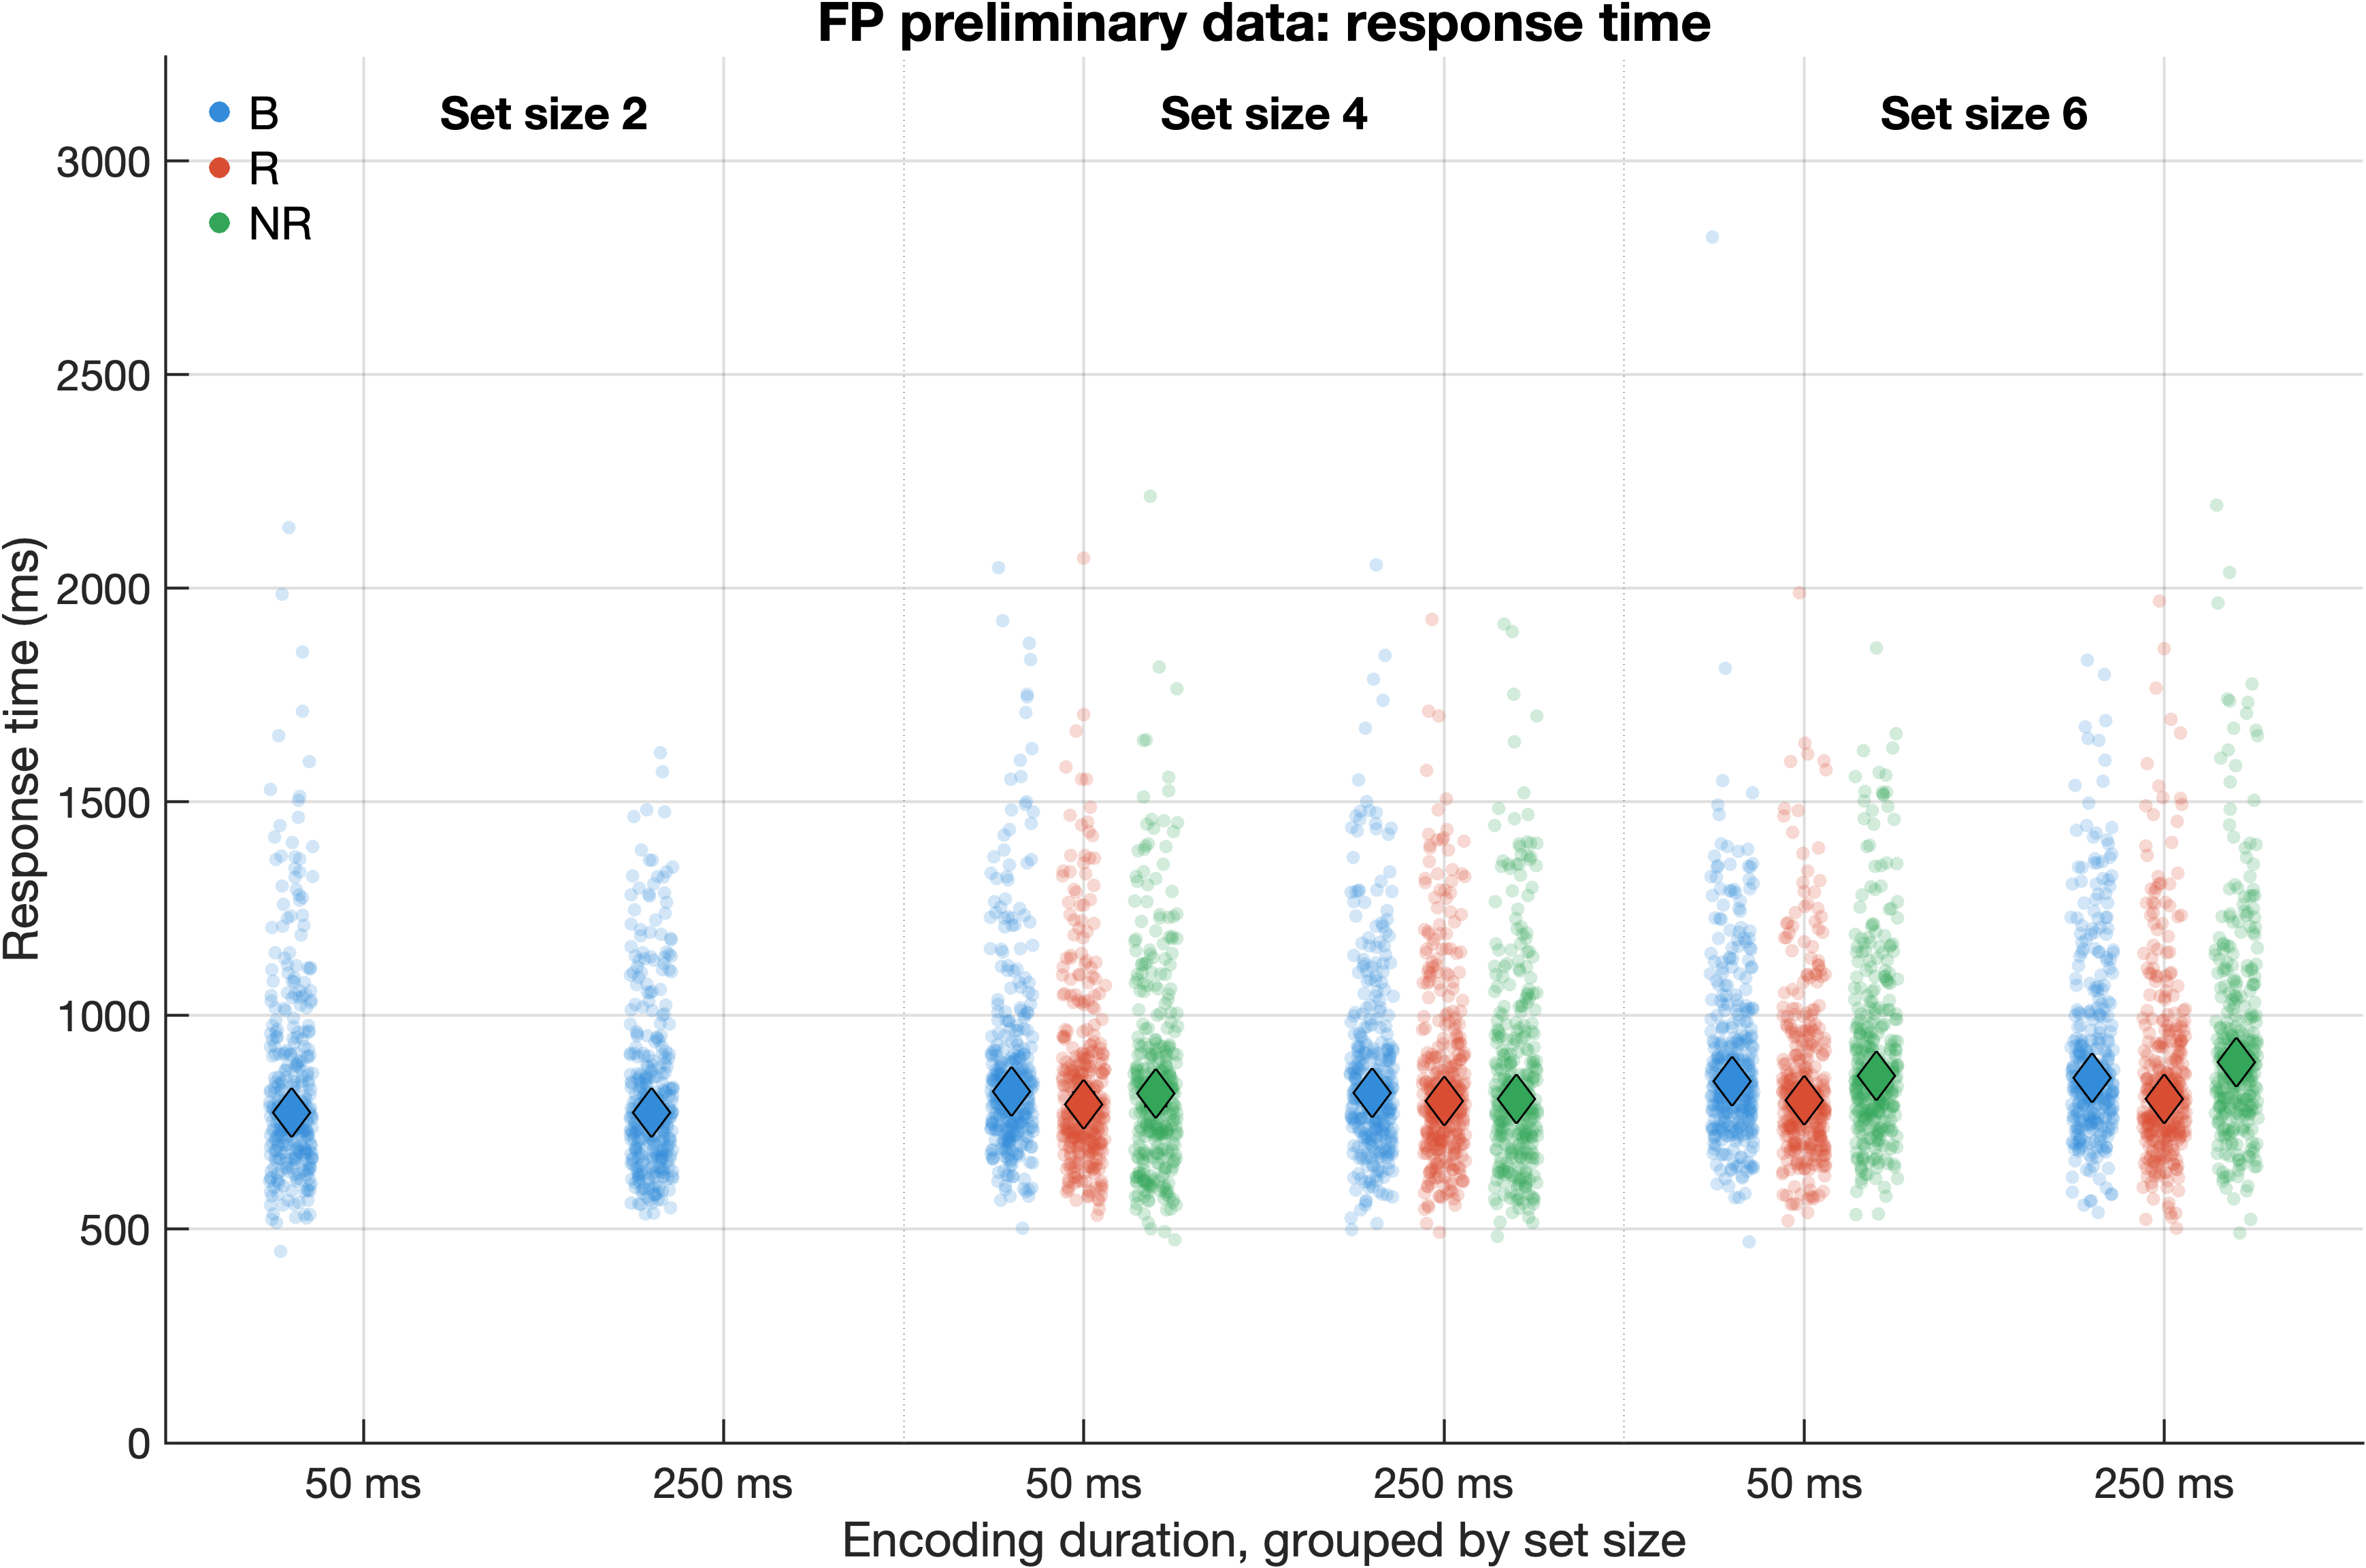 FP preliminary data: response time
B
R
NR
Set size 2
Set size 4
Set size 6
3000
2500
2000
1500
1000
500
0
Response time (ms)
50 ms
250 ms
50 ms
250 ms
50 ms
250 ms
Encoding duration, grouped by set size